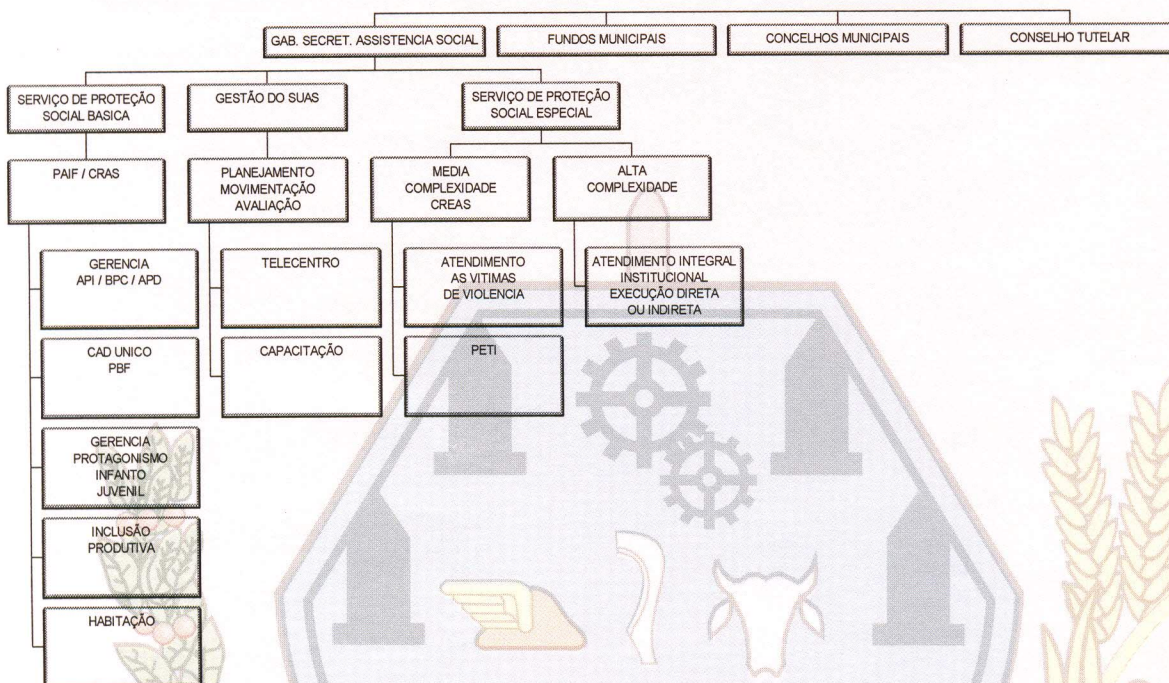 GAB. SECRET. ASSISTENCIA SOCIAL
FUNDOS MUNICIPAIS
CONCELHOS MUNICIPAIS
CONSELHO TUTELAR
SERVIÇO DE PROTEÇÃO
SOCIAL BASICA
GESTÃO DO SUAS
SERVIÇO DE PROTEÇÃO
SOCIAL ESPECIAL
PAIF / CRAS
PLANEJAMENTO
MOVIMENTAÇÃO
AVALIAÇÃO
MEDIA
COMPLEXIDADE
CREAS
ALTA
COMPLEXIDADE
GERENCIA
API / BPC / APD
TELECENTRO
ATENDIMENTO
AS VITIMAS
DE VIOLENCIA
ATENDIMENTO INTEGRAL
INSTITUCIONAL
EXECUÇÃO DIRETA
OU INDIRETA
CAD UNICO
PBF
CAPACITAÇÃO
PETI
GERENCIA
PROTAGONISMO
INFANTO
JUVENIL
INCLUSÃO
PRODUTIVA
HABITAÇÃO